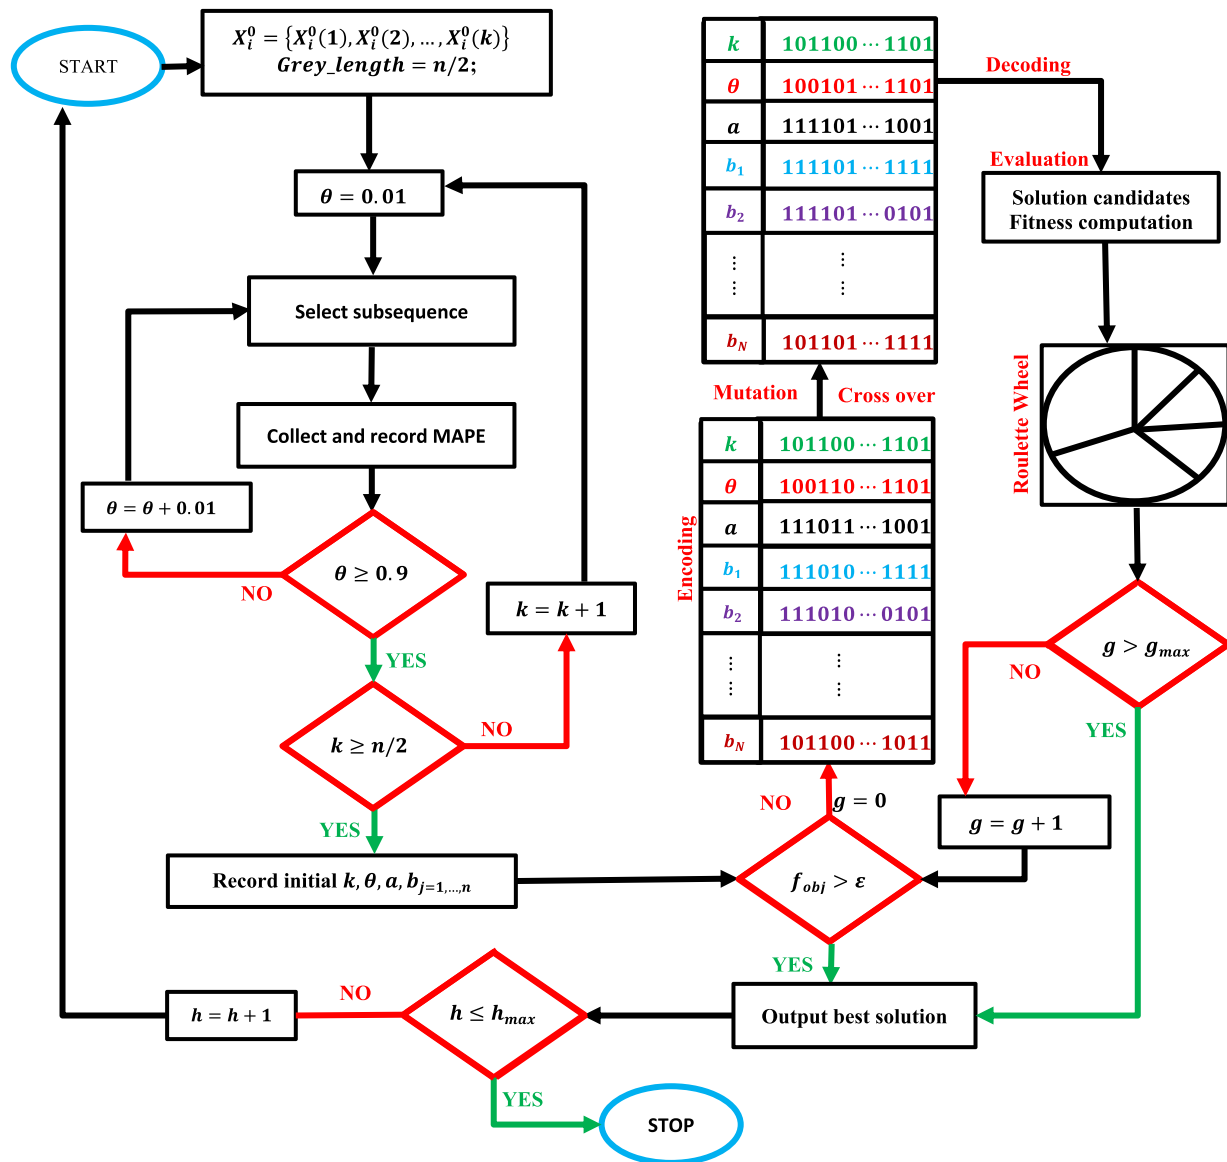 START
X_i^0 = {X_i^0(1), X_i^0(2), …, X_i^0(k)}
Grey_length = n/2;
θ = 0.01
Select subsequence
Collect and record MAPE
θ = θ + 0.01
θ ≥ 0.9
NO
YES
k = k + 1
k ≥ n/2
NO
YES
Record initial k, θ, a, b_{j=1,…,n}
k 101100 ⋯ 1101
θ 100101 ⋯ 1101
a 111101 ⋯ 1001
b_1 111101 ⋯ 1111
b_2 111101 ⋯ 0101
⋮ ⋮
⋮ ⋮
b_N 101101 ⋯ 1111
Mutation
Cross over
Encoding
k 101100 ⋯ 1101
θ 100110 ⋯ 1101
a 111011 ⋯ 1001
b_1 111010 ⋯ 1111
b_2 111010 ⋯ 0101
⋮ ⋮
⋮ ⋮
b_N 101100 ⋯ 1011
NO
g = 0
f_obj > ε
YES
Decoding
Evaluation
Solution candidates
Fitness computation
Roulette Wheel
g > g_max
NO
YES
g = g + 1
Output best solution
h ≤ h_max
NO
h = h + 1
YES
STOP